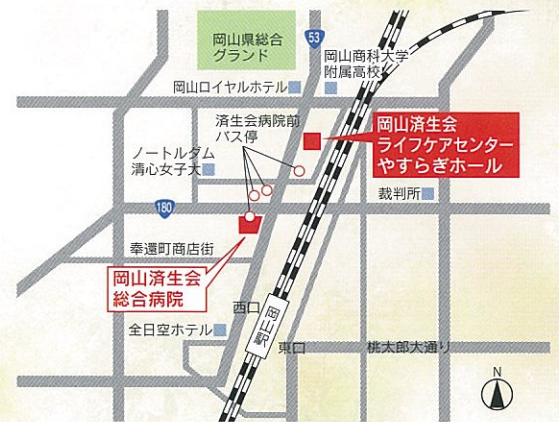 岡山県総合
グランド
53
岡山商科大学
附属高校
岡山ロイヤルホテル
済生会病院前
バス停
岡山済生会
ライフケアセンター
やすらぎホール
ノートルダム
清心女子大
裁判所
180
奉還町商店街
岡山済生会
総合病院
西口
岡山駅
全日空ホテル
東口
桃太郎大通り
N